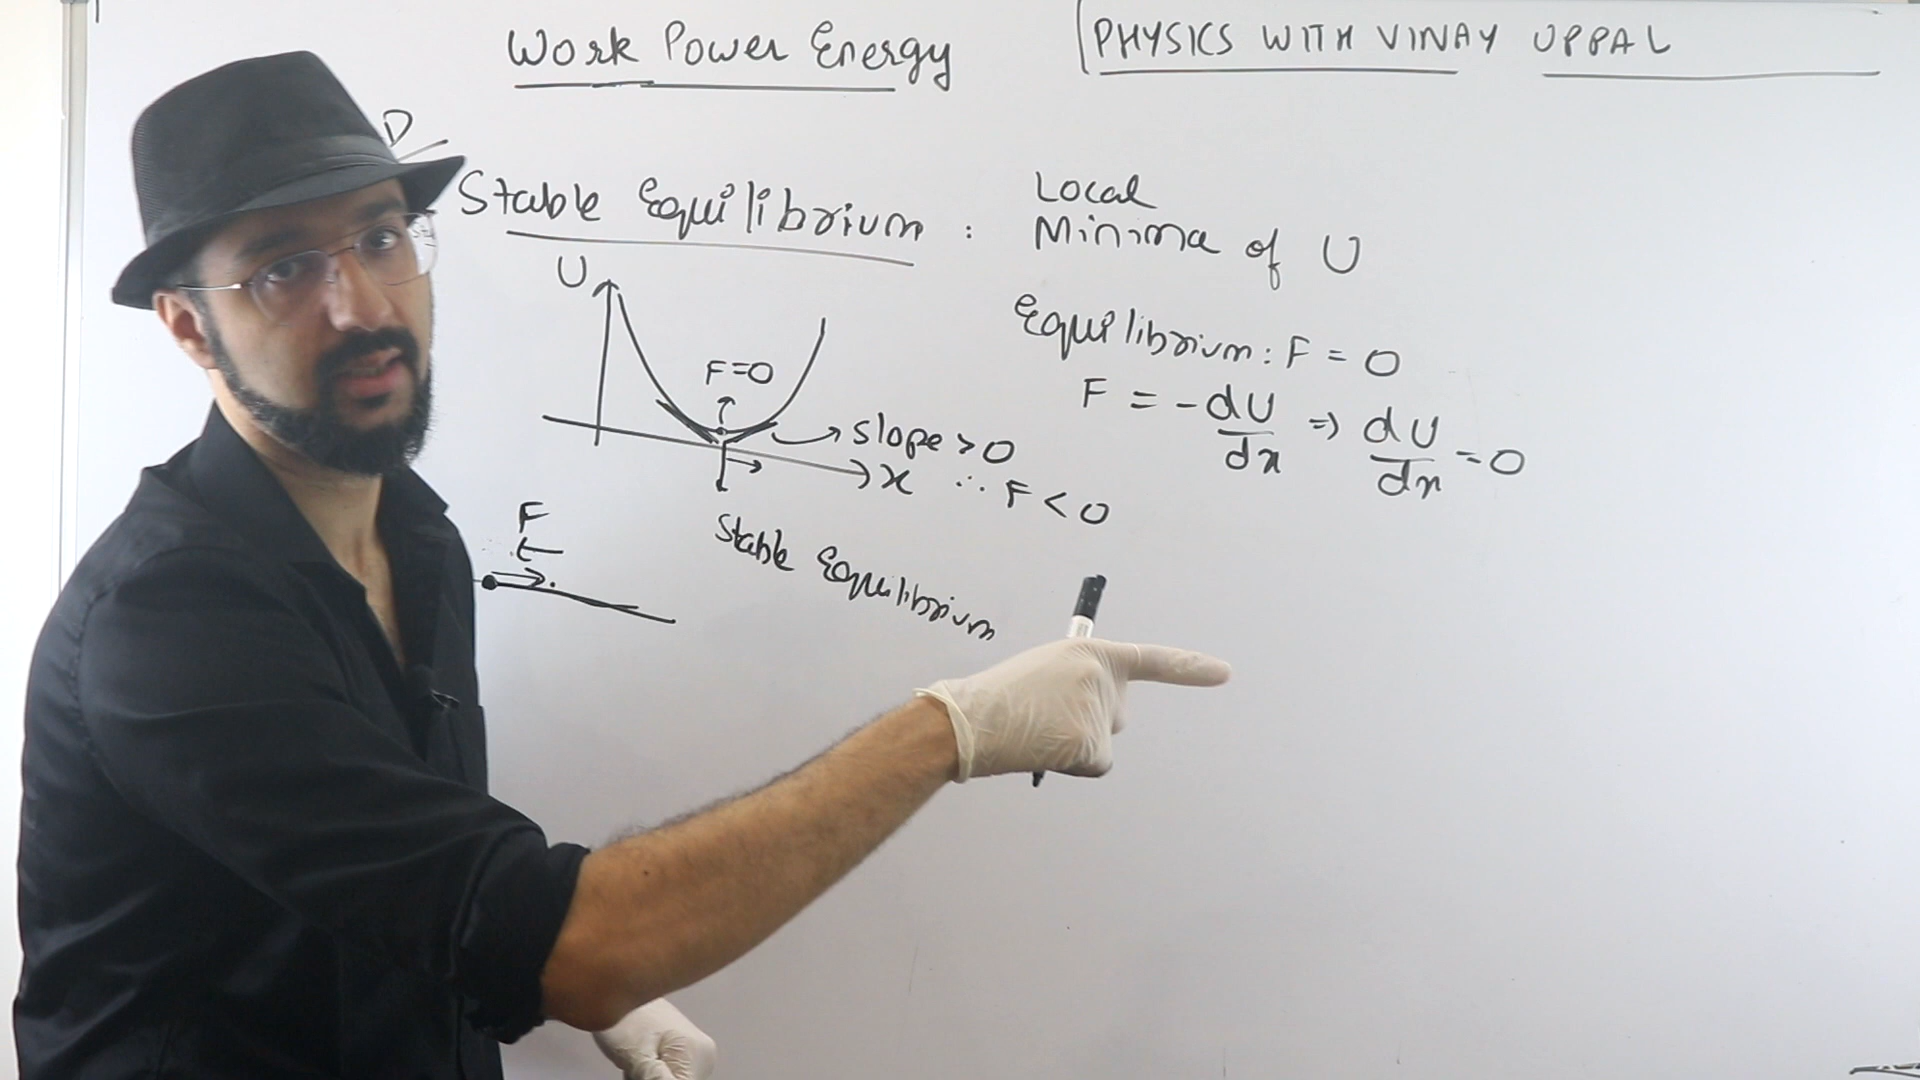 Work Power Energy
PHYSICS WITH VINAY UPPAL
D
Stable Equilibrium :
Local
Minima of U
U
Equilibrium : F = 0
F=0
F = -dU/dx ⇒ dU/dx = 0
slope > 0
x
∴ F < 0
F
Stable Equilibrium